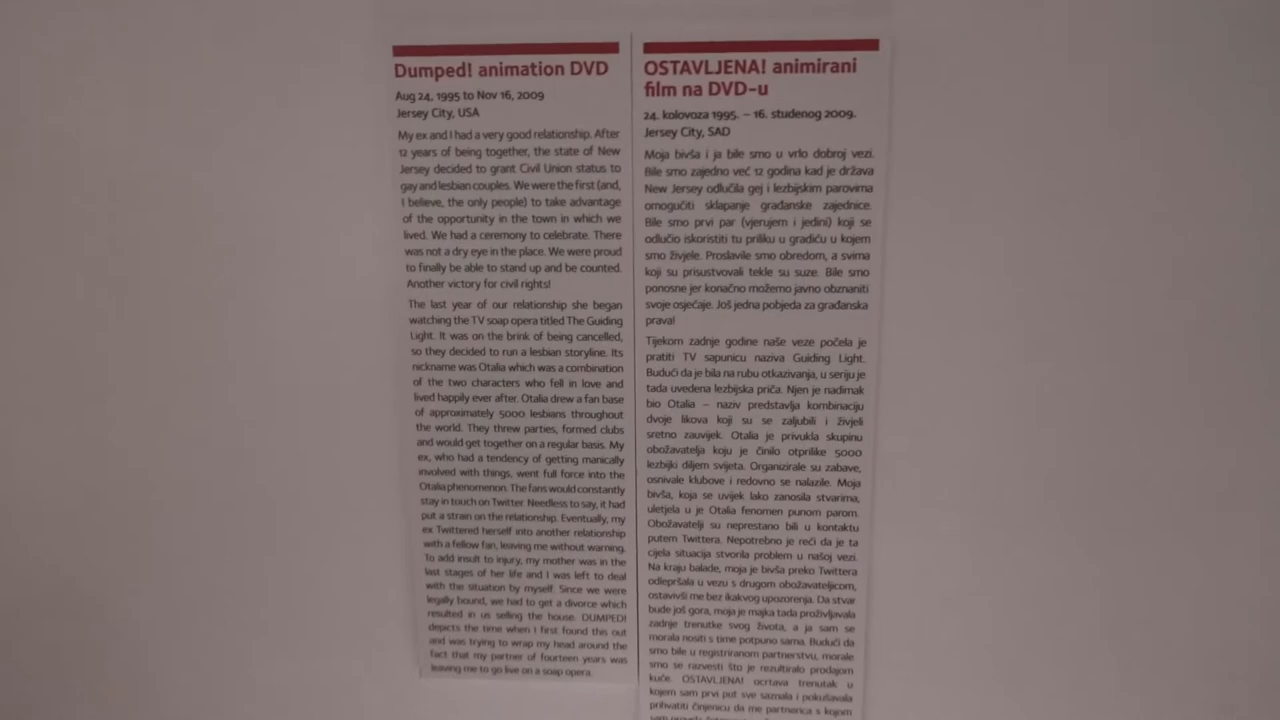 Dumped! animation DVD
Aug 24, 1995 to Nov 16, 2009
Jersey City, USA
My ex and I had a very good relationship. After
12 years of being together, the state of New
Jersey decided to grant Civil Union status to
gay and lesbian couples. We were the first (and,
I believe, the only people) to take advantage
of the opportunity in the town in which we
lived. We had a ceremony to celebrate. There
was not a dry eye in the place. We were proud
to finally be able to stand up and be counted.
Another victory for civil rights!
The last year of our relationship she began
watching the TV soap opera titled The Guiding
Light. It was on the brink of being cancelled,
so they decided to run a lesbian storyline. Its
nickname was Otalia which was a combination
of the two characters who fell in love and
lived happily ever after. Otalia drew a fan base
of approximately 5000 lesbians throughout
the world. They threw parties, formed clubs
and would get together on a regular basis. My
ex, who had a tendency of getting manically
involved with things, went full force into the
Otalia phenomenon. The fans would constantly
stay in touch on Twitter. Needless to say, it had
put a strain on the relationship. Eventually, my
ex Twittered herself into another relationship
with a fellow fan, leaving me without warning.
To add insult to injury, my mother was in the
last stages of her life and I was left to deal
with the situation by myself. Since we were
legally bound, we had to get a divorce which
resulted in us selling the house. DUMPED!
depicts the time when I first found this out
and was trying to wrap my head around the
fact that my partner of fourteen years was
leaving me to go live on a soap opera.
OSTAVLJENA! animirani
film na DVD-u
24. kolovoza 1995. – 16. studenog 2009.
Jersey City, SAD
Moja bivša i ja bile smo u vrlo dobroj vezi.
Bile smo zajedno već 12 godina kad je država
New Jersey odlučila gej i lezbijskim parovima
omogućiti sklapanje građanske zajednice.
Bile smo prvi par (vjerujem i jedini) koji se
odlučio iskoristiti tu priliku u gradiću u kojem
smo živjele. Proslavile smo obredom, a svima
koji su prisustvovali tekle su suze. Bile smo
ponosne jer konačno možemo javno obznaniti
svoje osjećaje. Još jedna pobjeda za građanska
prava!
Tijekom zadnje godine naše veze počela je
pratiti TV sapunicu naziva Guiding Light.
Budući da je bila na rubu otkazivanja, u seriju je
tada uvedena lezbijska priča. Njen je nadimak
bio Otalia – naziv predstavlja kombinaciju
dvoje likova koji su se zaljubili i živjeli
sretno zauvijek. Otalia je privukla skupinu
obožavatelja koju je činilo otprilike 5000
lezbijki diljem svijeta. Organizirale su zabave,
osnivale klubove i redovno se nalazile. Moja
bivša, koja se uvijek lako zanosila stvarima,
uletjela u je Otalia fenomen punom parom.
Obožavatelji su neprestano bili u kontaktu
putem Twittera. Nepotrebno je reći da je ta
cijela situacija stvorila problem u našoj vezi.
Na kraju balade, moja je bivša preko Twittera
odlepršala u vezu s drugom obožavateljicom,
ostavivši me bez ikakvog upozorenja. Da stvar
bude još gora, moja je majka tada proživljavala
zadnje trenutke svog života, a ja sam se
morala nositi s time potpuno sama. Budući da
smo bile u registriranom partnerstvu, morale
smo se razvesti što je rezultiralo prodajom
kuće. OSTAVLJENA! ocrtava trenutak u
kojem sam prvi put sve saznala i pokušavala
prihvatiti činjenicu da me partnerica s kojom